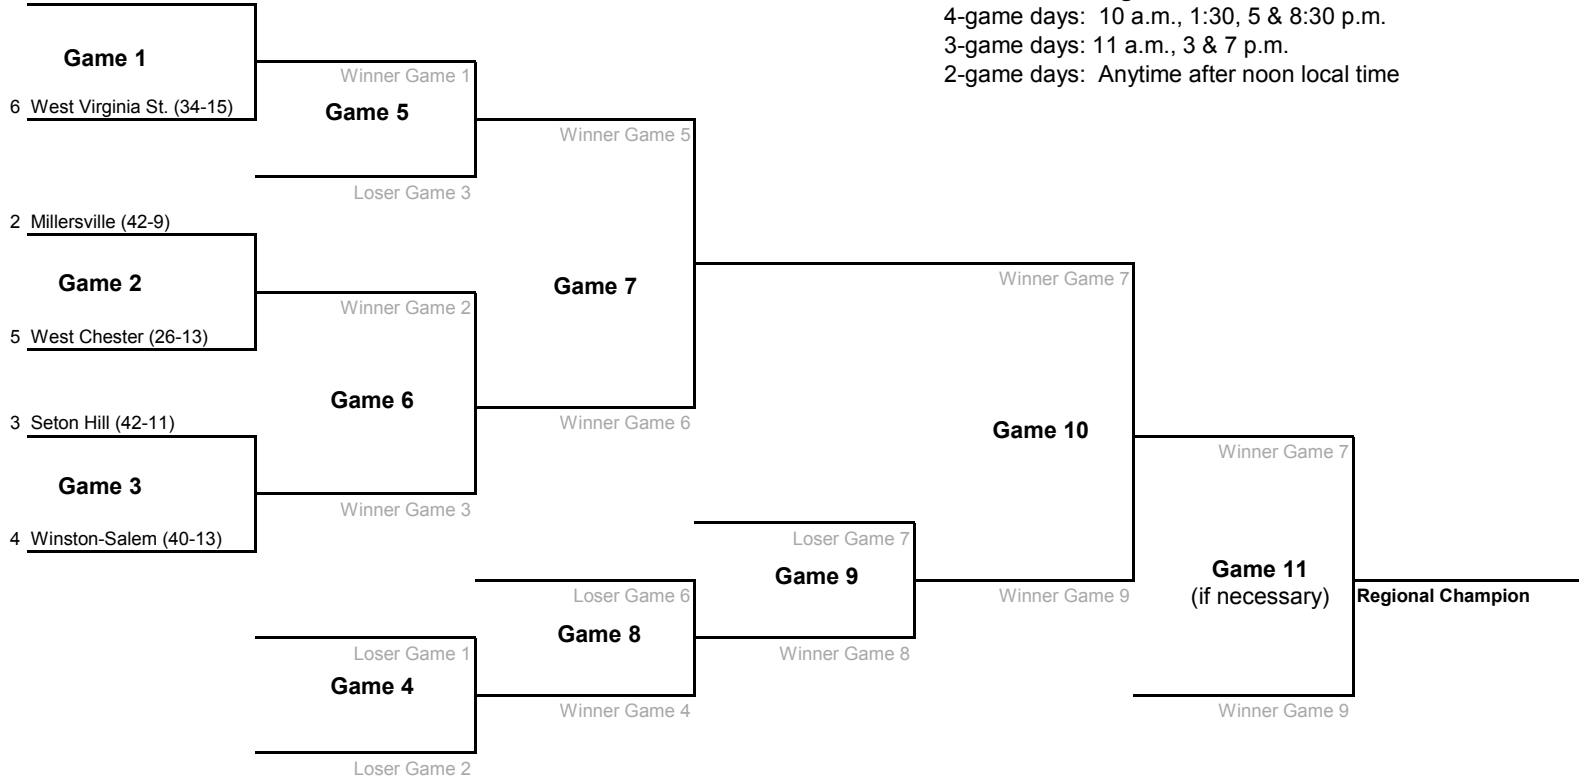 4-game days: 10 a.m., 1:30, 5 & 8:30 p.m.
3-game days: 11 a.m., 3 & 7 p.m.
2-game days: Anytime after noon local time
Game 1
6 West Virginia St. (34-15)
Winner Game 1
Game 5
Loser Game 3
Winner Game 5
2 Millersville (42-9)
Game 2
5 West Chester (26-13)
Winner Game 2
Game 6
Winner Game 3
3 Seton Hill (42-11)
Game 3
4 Winston-Salem (40-13)
Game 7
Winner Game 6
Winner Game 7
Game 10
Winner Game 9
Loser Game 7
Game 9
Winner Game 8
Loser Game 6
Game 8
Winner Game 4
Loser Game 1
Game 4
Loser Game 2
Winner Game 7
Game 11
(if necessary)
Winner Game 9
Regional Champion